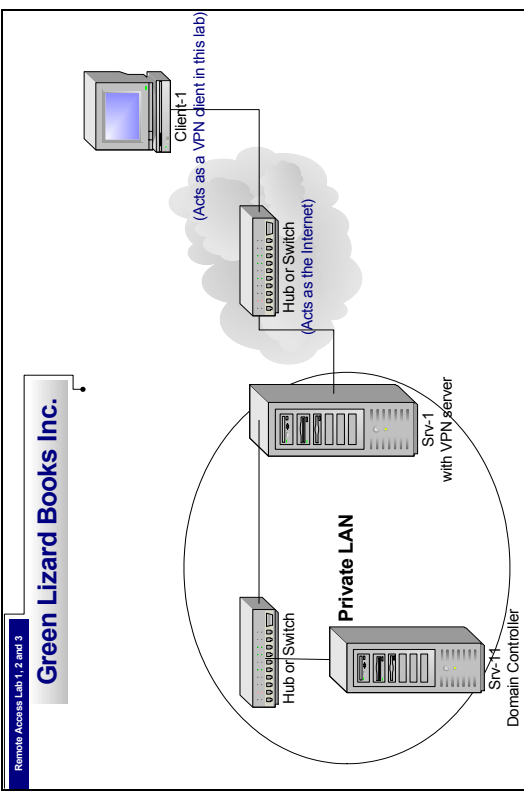 Remote Access Lab 1, 2 and 3
Green Lizard Books Inc.
Hub or Switch
Private LAN
Srv-11
Domain Controller
Srv-1
with VPN server
Hub or Switch
(Acts as the Internet)
Client-1
(Acts as a VPN client in this lab)